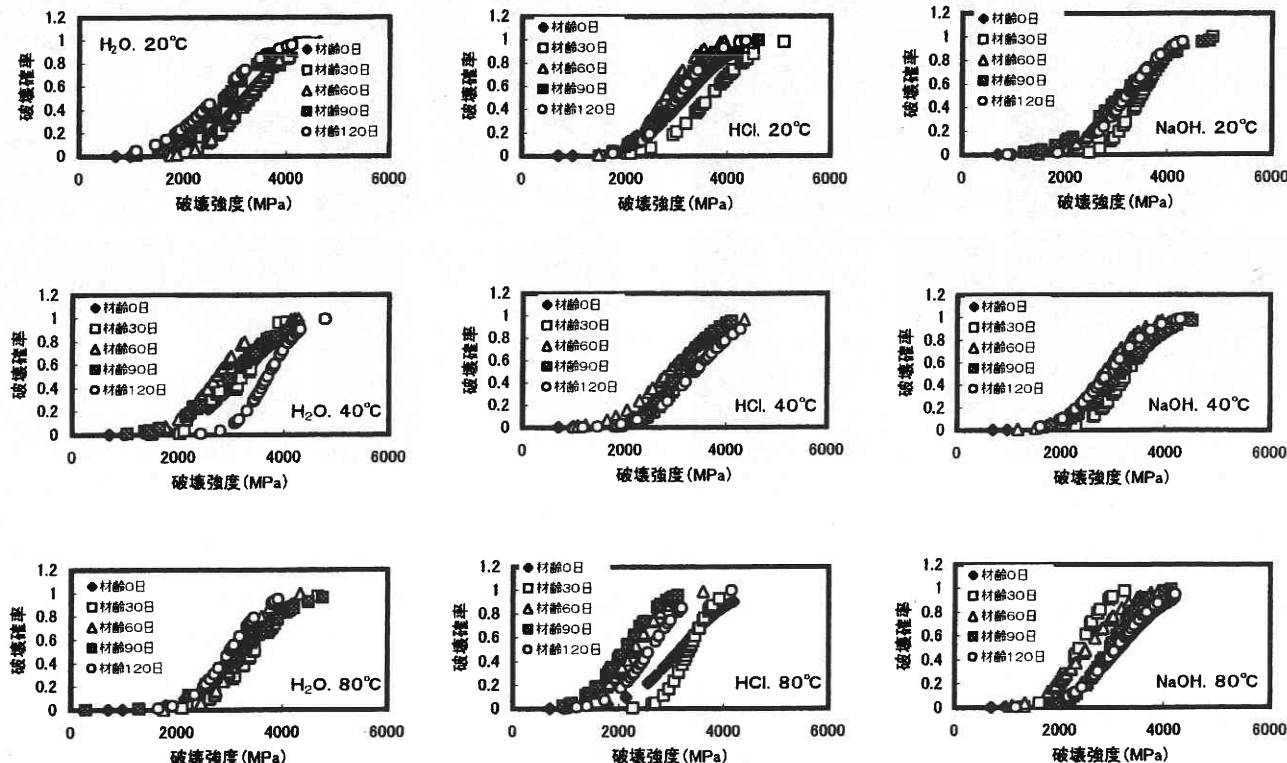 破壊確率
1.2
1
0.8
0.6
0.4
0.2
0
H₂O. 20℃
材齢0日
材齢30日
材齢60日
材齢90日
材齢120日
0 2000 4000 6000
破壊強度(MPa)
破壊確率
1.2
1
0.8
0.6
0.4
0.2
0
材齢0日
材齢30日
材齢60日
材齢90日
材齢120日
HCl. 20℃
0 2000 4000 6000
破壊強度(MPa)
破壊確率
1.2
1
0.8
0.6
0.4
0.2
0
材齢0日
材齢30日
材齢60日
材齢90日
材齢120日
NaOH. 20℃
0 2000 4000 6000
破壊強度(MPa)
破壊確率
1.2
1
0.8
0.6
0.4
0.2
0
材齢0日
材齢30日
材齢60日
材齢90日
材齢120日
H₂O. 40℃
0 2000 4000 6000
破壊強度(MPa)
破壊確率
1.2
1
0.8
0.6
0.4
0.2
0
材齢0日
材齢30日
材齢60日
材齢90日
材齢120日
HCl. 40℃
0 2000 4000 6000
破壊強度(MPa)
破壊確率
1.2
1
0.8
0.6
0.4
0.2
0
材齢0日
材齢30日
材齢60日
材齢90日
材齢120日
NaOH. 40℃
0 2000 4000 6000
破壊強度(MPa)
破壊確率
1.2
1
0.8
0.6
0.4
0.2
0
材齢0日
材齢30日
材齢60日
材齢90日
材齢120日
H₂O. 80℃
0 2000 4000 6000
破壊強度(MPa)
破壊確率
1.2
1
0.8
0.6
0.4
0.2
0
材齢0日
材齢30日
材齢60日
材齢90日
材齢120日
HCl. 80℃
0 2000 4000 6000
破壊強度(MPa)
破壊確率
1.2
1
0.8
0.6
0.4
0.2
0
材齢0日
材齢30日
材齢60日
材齢90日
材齢120日
NaOH. 80℃
0 2000 4000 6000
破壊強度(MPa)